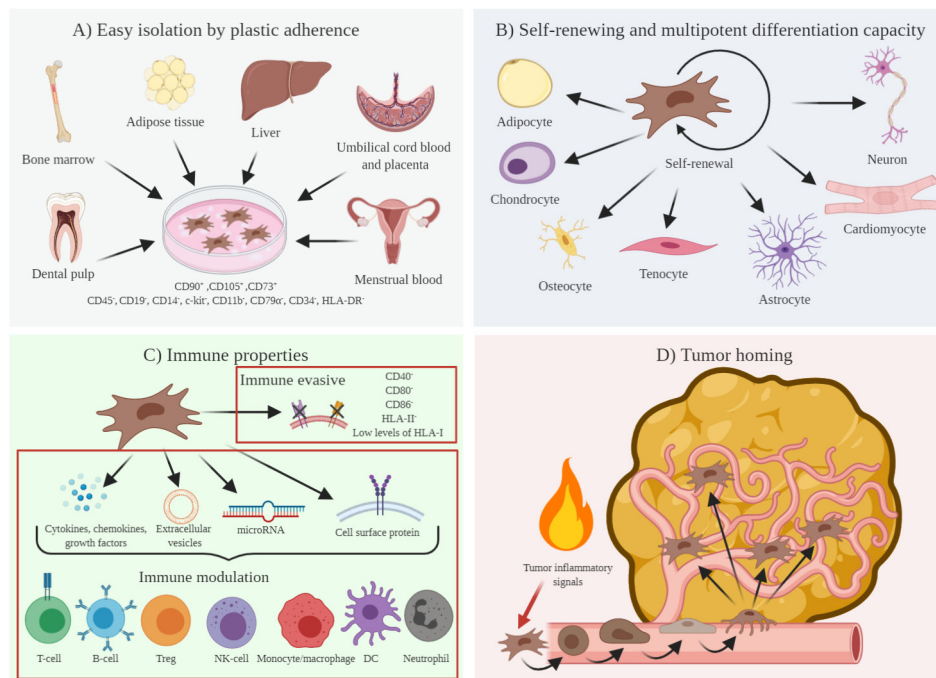 A) Easy isolation by plastic adherence
Bone marrow
Adipose tissue
Liver
Umbilical cord blood
and placenta
Dental pulp
Menstrual blood
CD90⁺ ,CD105⁺ ,CD73⁺
CD45⁻, CD19⁻, CD14⁻, c-kit⁻, CD11b⁻, CD79α⁻, CD34⁻, HLA-DR⁻
B) Self-renewing and multipotent differentiation capacity
Adipocyte
Self-renewal
Neuron
Chondrocyte
Osteocyte
Tenocyte
Astrocyte
Cardiomyocyte
C) Immune properties
Immune evasive
CD40⁻
CD80⁻
CD86⁻
HLA-II⁻
Low levels of HLA-I
Cytokines, chemokines,
growth factors
Extracellular
vesicles
microRNA
Cell surface protein
Immune modulation
T-cell
B-cell
Treg
NK-cell
Monocyte/macrophage
DC
Neutrophil
D) Tumor homing
Tumor inflammatory
signals